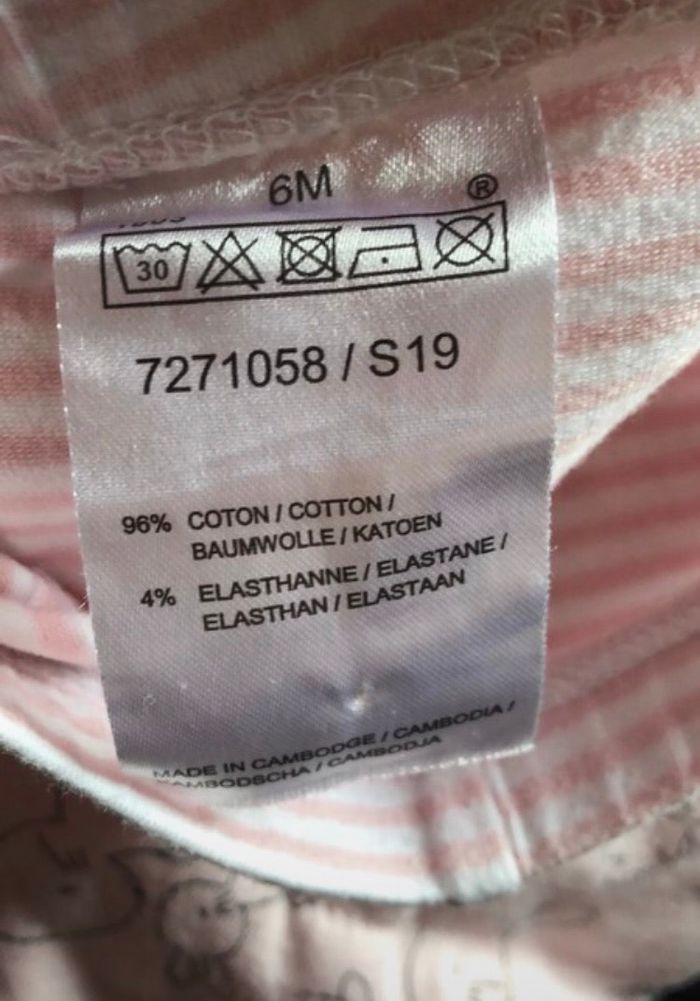 6M
®
30
7271058 / S19
96% COTON / COTTON /
BAUMWOLLE / KATOEN
4% ELASTHANNE / ELASTANE /
ELASTHAN / ELASTAAN
MADE IN CAMBODGE / CAMBODIA /
KAMBODSCHA / CAMBODJA